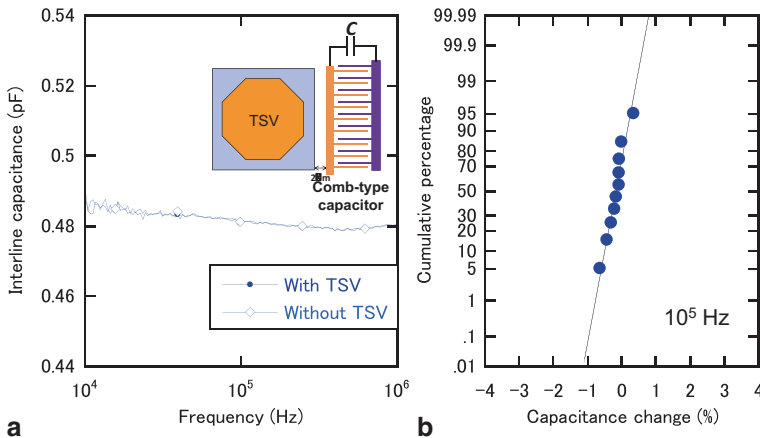 0.54
0.52
0.5
0.48
0.46
0.44
Interline capacitance (pF)
C
TSV
Comb-type
capacitor
With TSV
Without TSV
10⁴
10⁵
10⁶
Frequency (Hz)
a
99.99
99.9
99
95
90
80
70
50
30
20
10
5
1
.1
.01
Cumulative percentage
10⁵ Hz
−4 −3 −2 −1 0 1 2 3 4
Capacitance change (%)
b